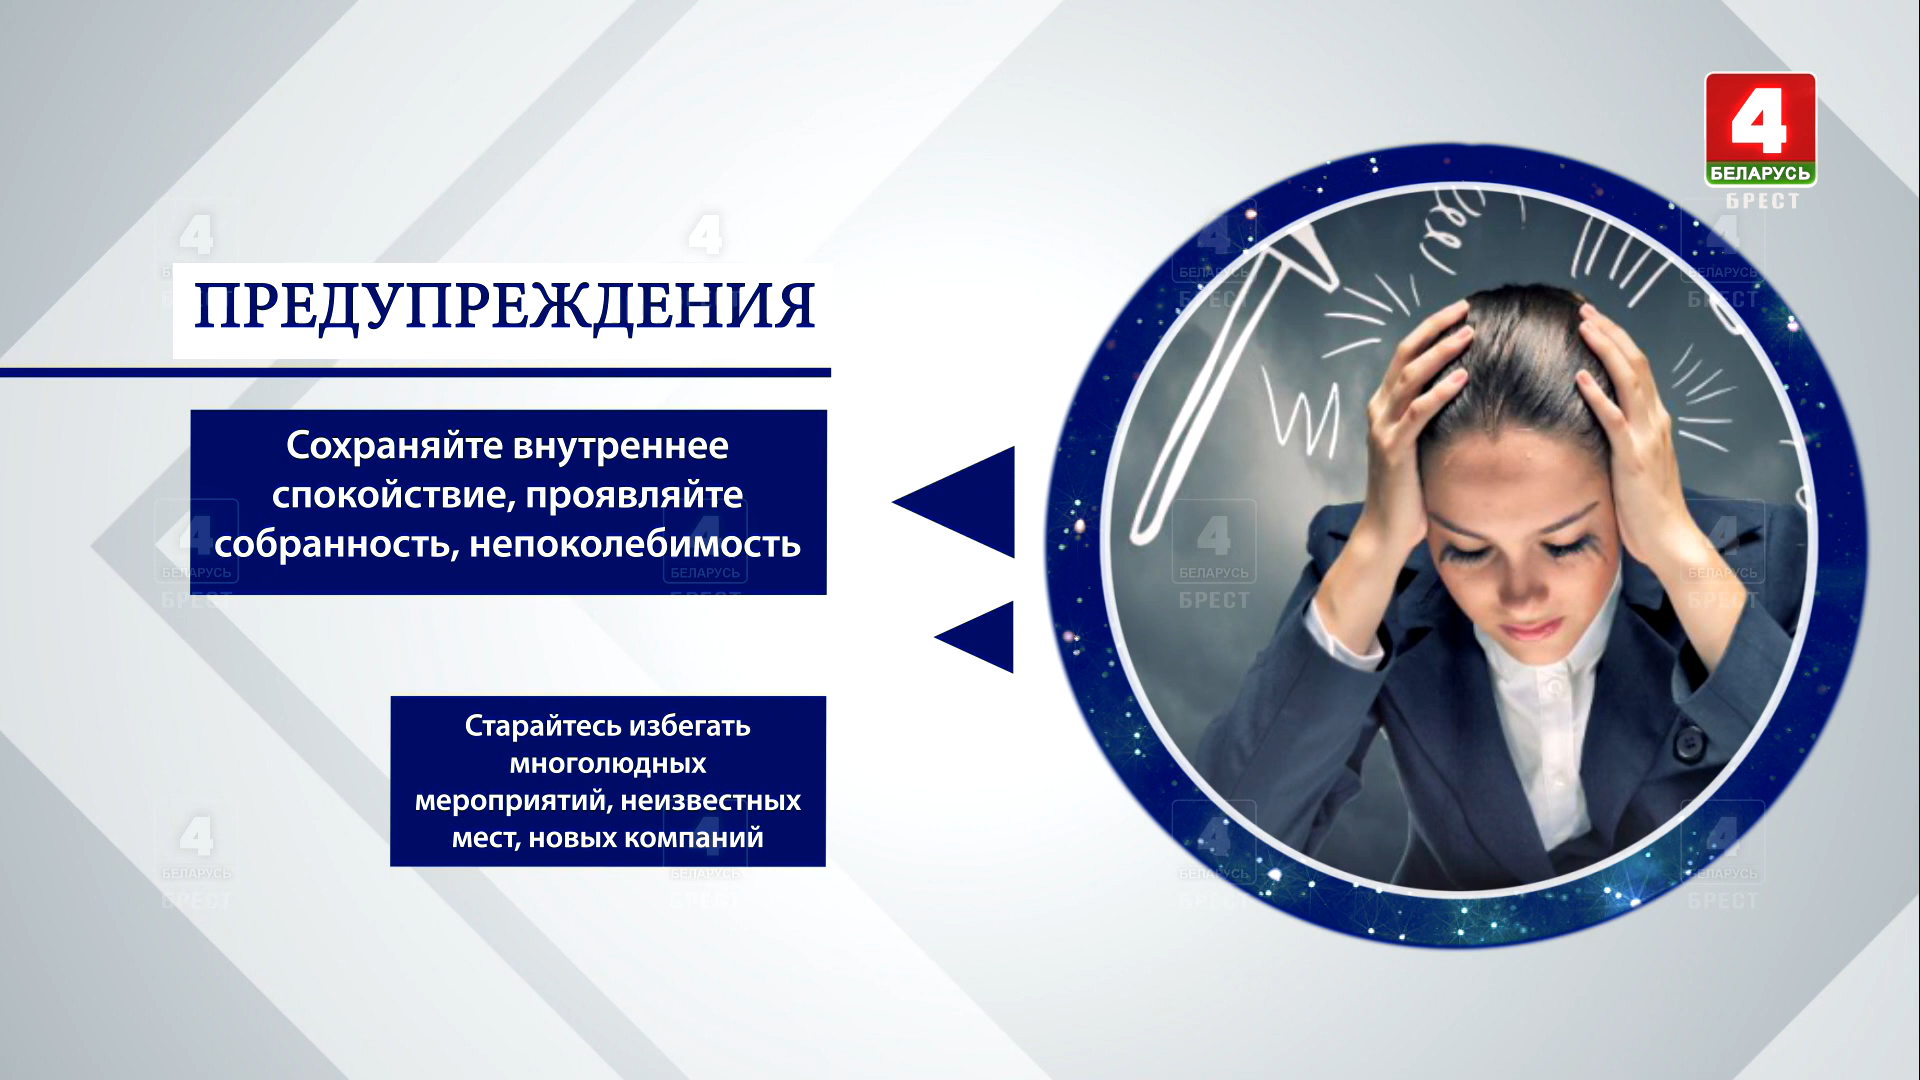 4
БЕЛАРУСЬ
БРЕСТ
ПРЕДУПРЕЖДЕНИЯ
Сохраняйте внутреннее
спокойствие, проявляйте
собранность, непоколебимость
Старайтесь избегать
многолюдных
мероприятий, неизвестных
мест, новых компаний